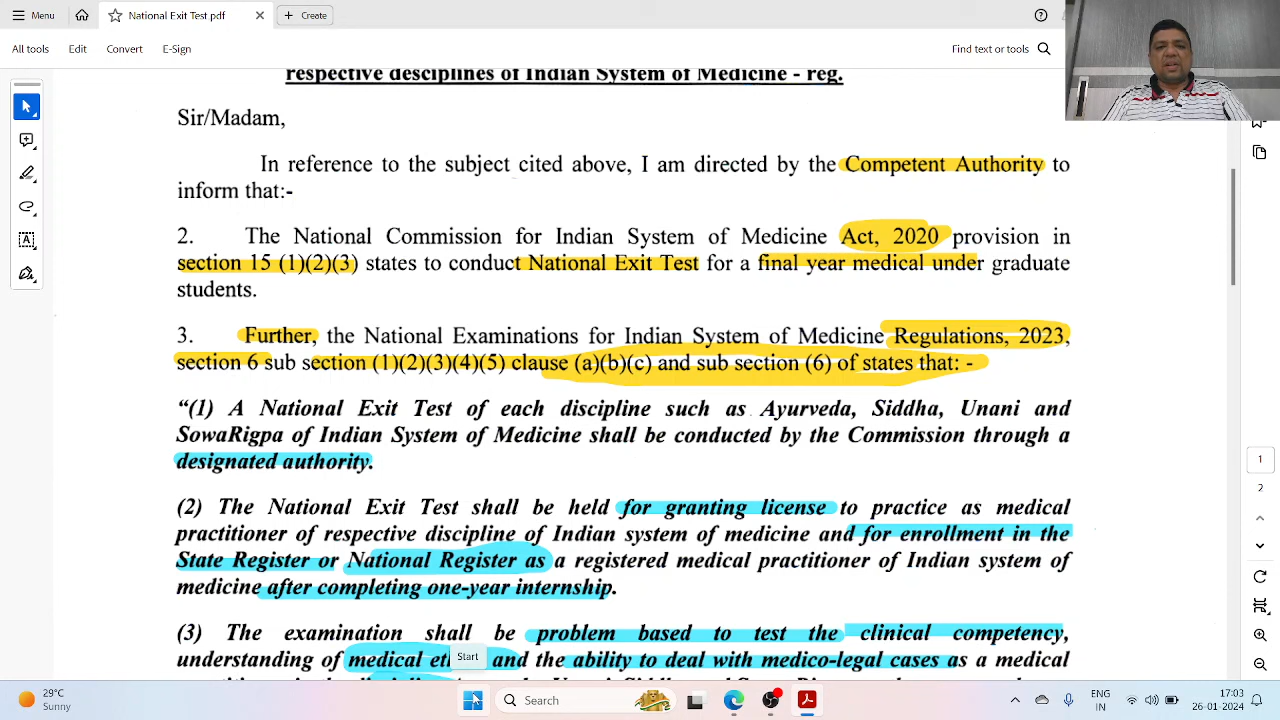 Menu
National Exit Test.pdf
Create
All tools
Edit
Convert
E-Sign
Find text or tools
respective desciplines of Indian System of Medicine - reg.
Sir/Madam,
In reference to the subject cited above, I am directed by the Competent Authority to
inform that:-
2. The National Commission for Indian System of Medicine Act, 2020 provision in
section 15 (1)(2)(3) states to conduct National Exit Test for a final year medical under graduate
students.
3. Further, the National Examinations for Indian System of Medicine Regulations, 2023,
section 6 sub section (1)(2)(3)(4)(5) clause (a)(b)(c) and sub section (6) of states that: -
“(1) A National Exit Test of each discipline such as Ayurveda, Siddha, Unani and
SowaRigpa of Indian System of Medicine shall be conducted by the Commission through a
designated authority.
(2) The National Exit Test shall be held for granting license to practice as medical
practitioner of respective discipline of Indian system of medicine and for enrollment in the
State Register or National Register as a registered medical practitioner of Indian system of
medicine after completing one-year internship.
(3) The examination shall be problem based to test the clinical competency,
understanding of medical and the ability to deal with medico-legal cases as a medical
Start
1
2
29°C
Sunny
Search
ENG
IN
17:03
26-01-2024